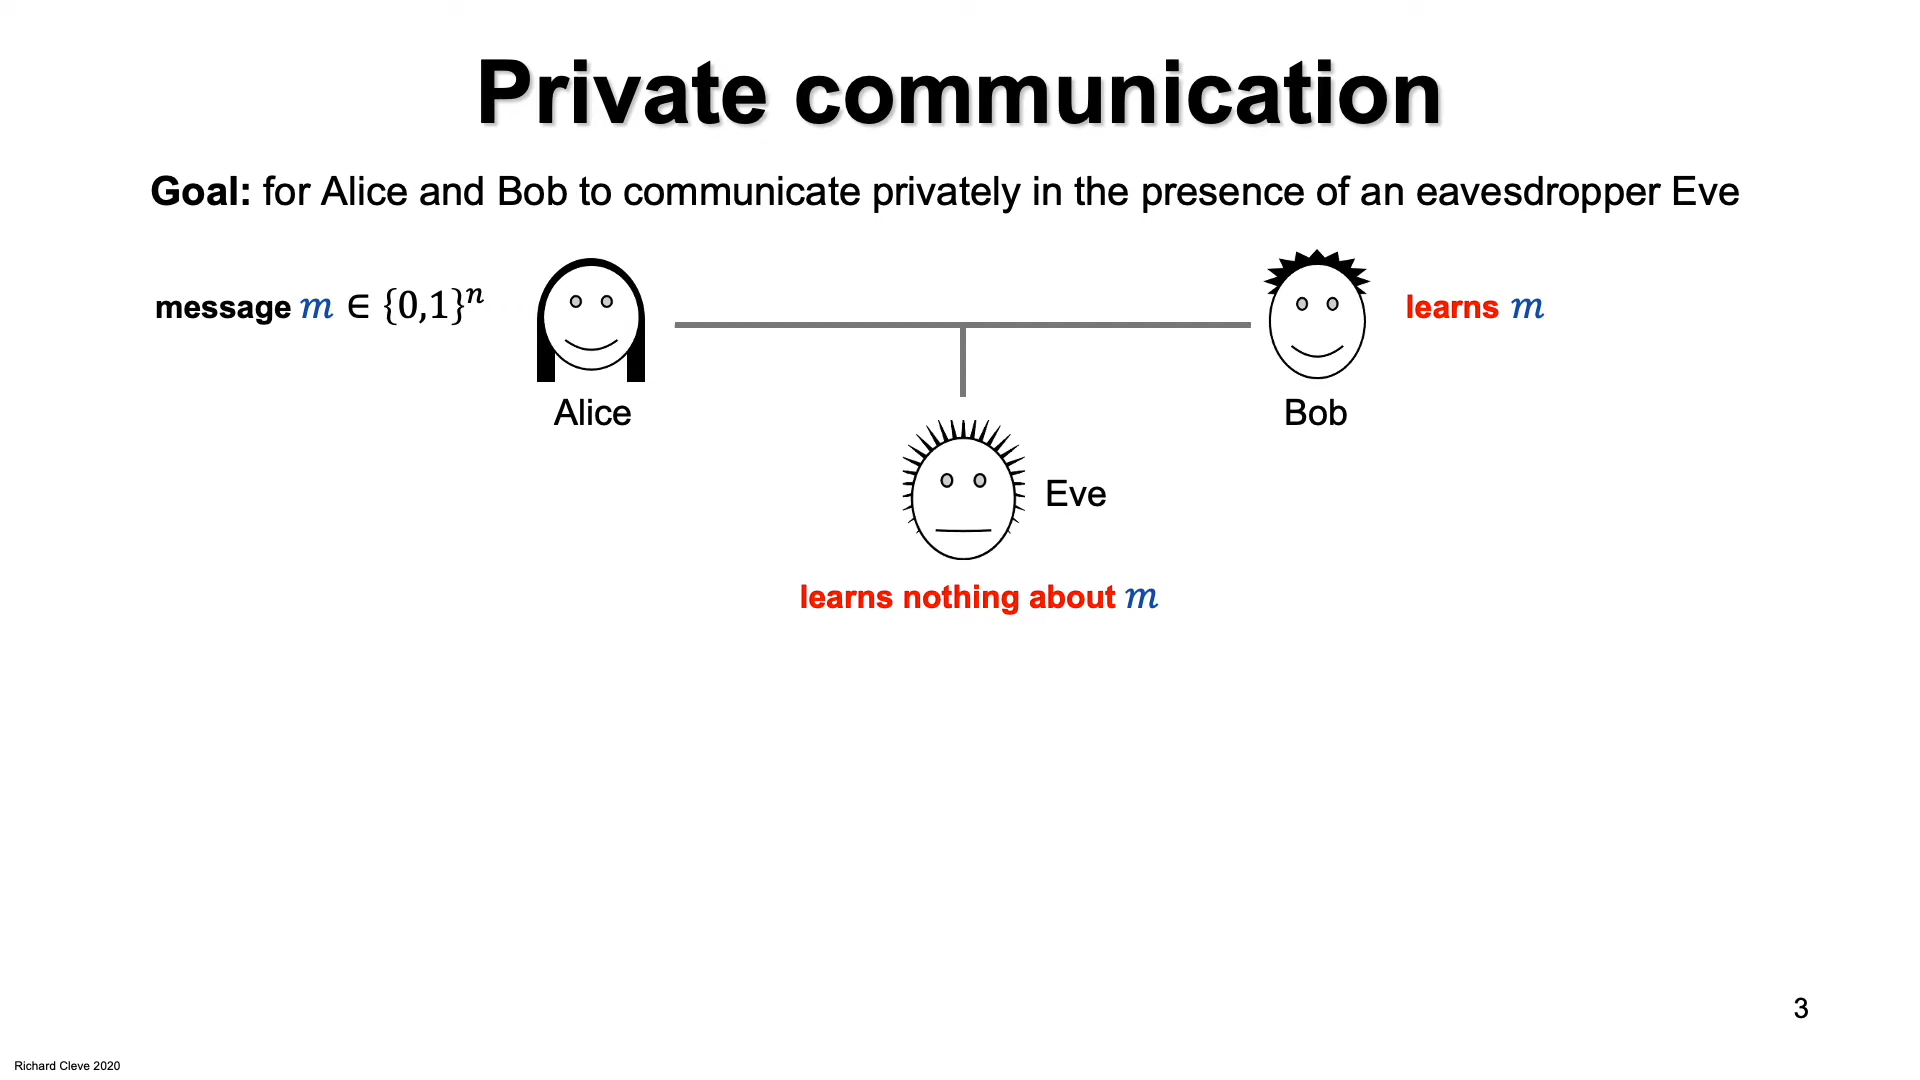 Private communication
Goal: for Alice and Bob to communicate privately in the presence of an eavesdropper Eve
message m ∈ {0,1}ⁿ
learns m
Alice
Bob
Eve
learns nothing about m
3
Richard Cleve 2020